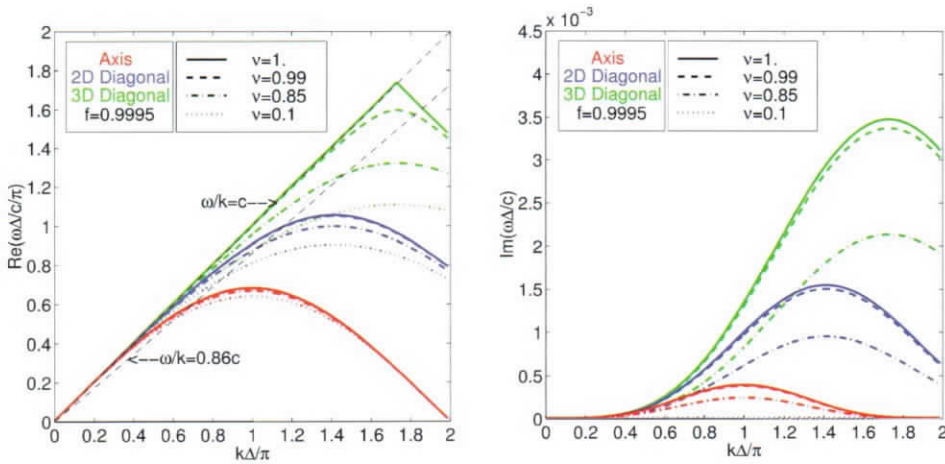 2
1.8
1.6
1.4
1.2
1
0.8
0.6
0.4
0.2
0
Re(ωΔ/c/π)
Axis
2D Diagonal
3D Diagonal
f=0.9995
ν=1.
ν=0.99
ν=0.85
ν=0.1
ω/k=c-->
<--ω/k=0.86c
0 0.2 0.4 0.6 0.8 1 1.2 1.4 1.6 1.8 2
kΔ/π
x 10⁻³
4.5
4
3.5
3
2.5
2
1.5
1
0.5
0
Im(ωΔ/c)
Axis
2D Diagonal
3D Diagonal
f=0.9995
ν=1.
ν=0.99
ν=0.85
ν=0.1
0 0.2 0.4 0.6 0.8 1 1.2 1.4 1.6 1.8 2
kΔ/π